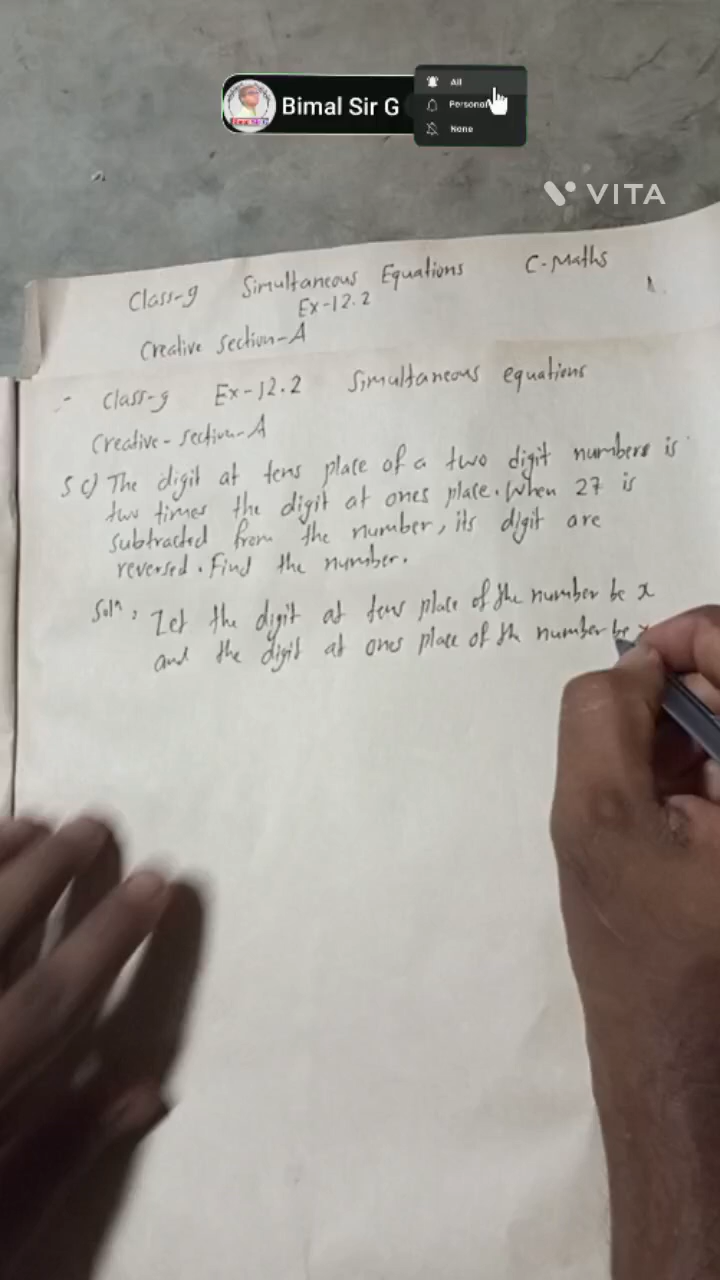 Bimal Sir G
All
Personal
None
VITA
Class-9 Simultaneous Equations C-Maths
Ex-12.2
Creative Section-A
Class-9 Ex-12.2 Simultaneous equations
Creative-section-A
5 c) The digit at tens place of a two digit numbers is
two times the digit at ones place. When 27 is
subtracted from the number, its digit are
reversed. Find the number.
Solⁿ: Let the digit at tens place of the number be x
and the digit at ones place of the number be